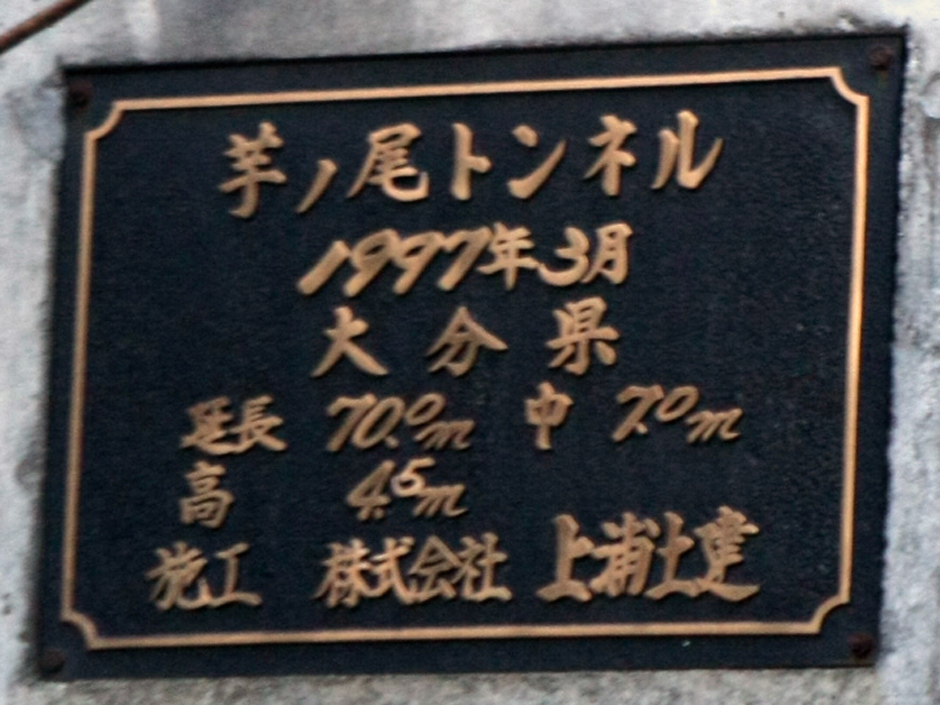 芋ノ尾トンネル
1997年3月
大分県
延長 70.0m 巾 7.0m
高 4.5m
施工 株式会社 上浦土建